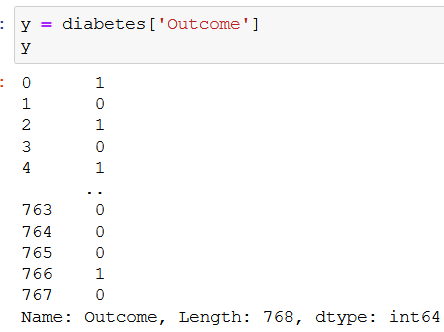 : y = diabetes['Outcome']
y
: 0 1
1 0
2 1
3 0
4 1
..
763 0
764 0
765 0
766 1
767 0
Name: Outcome, Length: 768, dtype: int64